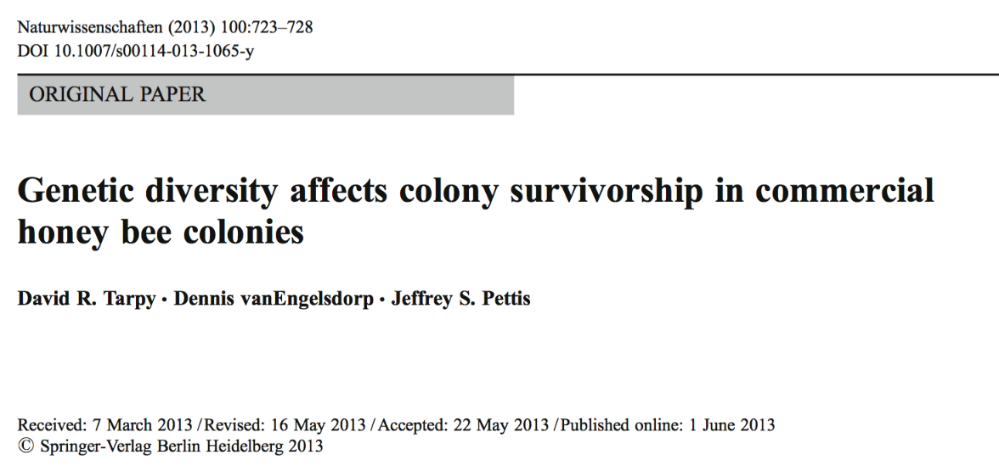 Naturwissenschaften (2013) 100:723–728
DOI 10.1007/s00114-013-1065-y
ORIGINAL PAPER
Genetic diversity affects colony survivorship in commercial
honey bee colonies
David R. Tarpy · Dennis vanEngelsdorp · Jeffrey S. Pettis
Received: 7 March 2013 / Revised: 16 May 2013 / Accepted: 22 May 2013 / Published online: 1 June 2013
© Springer-Verlag Berlin Heidelberg 2013